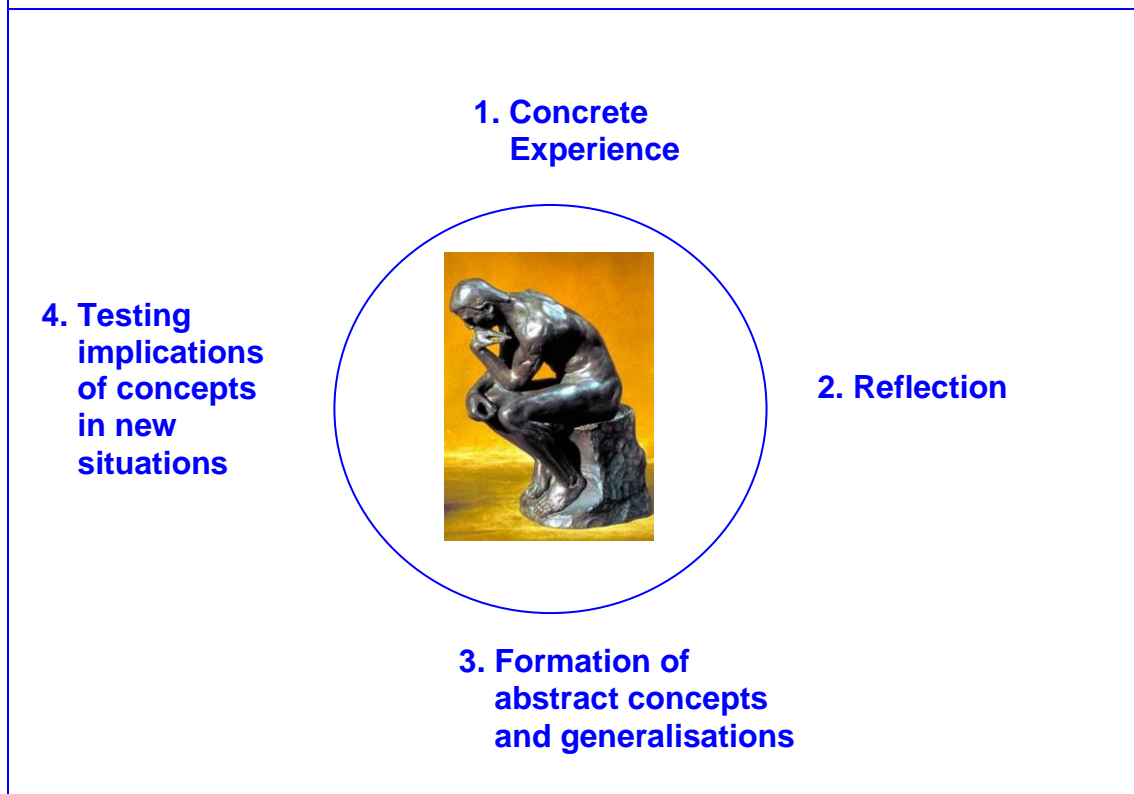 1. Concrete
Experience
2. Reflection
3. Formation of
abstract concepts
and generalisations
4. Testing
implications
of concepts
in new
situations